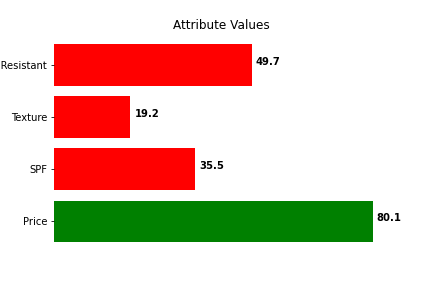 Attribute Values
Resistant
49.7
Texture
19.2
SPF
35.5
Price
80.1